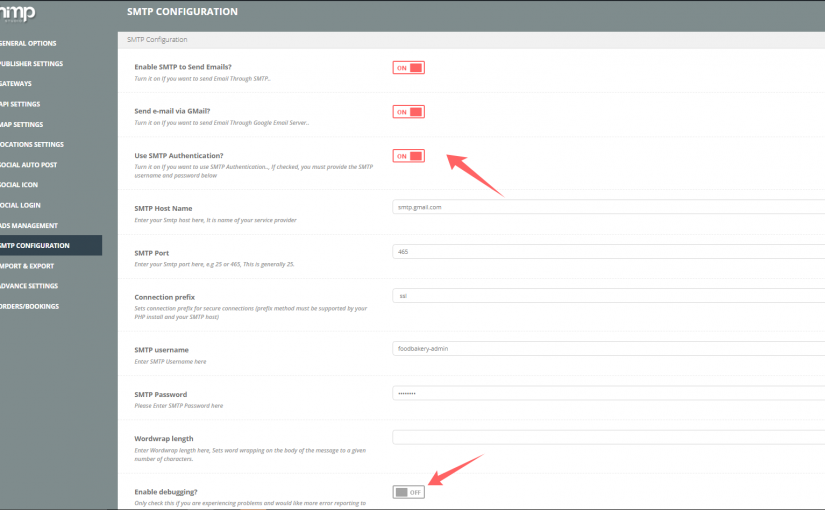 himp
SMTP CONFIGURATION
GENERAL OPTIONS
PUBLISHER SETTINGS
GATEWAYS
API SETTINGS
MAP SETTINGS
LOCATIONS SETTINGS
SOCIAL AUTO POST
SOCIAL ICON
SOCIAL LOGIN
ADS MANAGEMENT
SMTP CONFIGURATION
IMPORT & EXPORT
ADVANCE SETTINGS
ORDERS/BOOKINGS
SMTP Configuration
Enable SMTP to Send Emails?
Turn it on If you want to send Email Through SMTP..
ON
Send e-mail via GMail?
Turn it on If you want to send Email Through Google Email Server..
ON
Use SMTP Authentication?
Turn it on If you want to use SMTP Authentication.., If checked, you must provide the SMTP
username and password below
ON
SMTP Host Name
Enter your Smtp host here, It is name of your service provider
smtp.gmail.com
SMTP Port
Enter your Smtp port here, e.g 25 or 465, This is generally 25.
465
Connection prefix
Sets connection prefix for secure connections (prefix method must be supported by your
PHP install and your SMTP host)
ssl
SMTP username
Enter SMTP Username here
foodbakery-admin
SMTP Password
Please Enter SMTP Password here
••••••••
Wordwrap length
Enter Wordwrap length here, Sets word wrapping on the body of the message to a given
number of characters.
Enable debugging?
Only check this if you are experiencing problems and would like more error reporting to
OFF